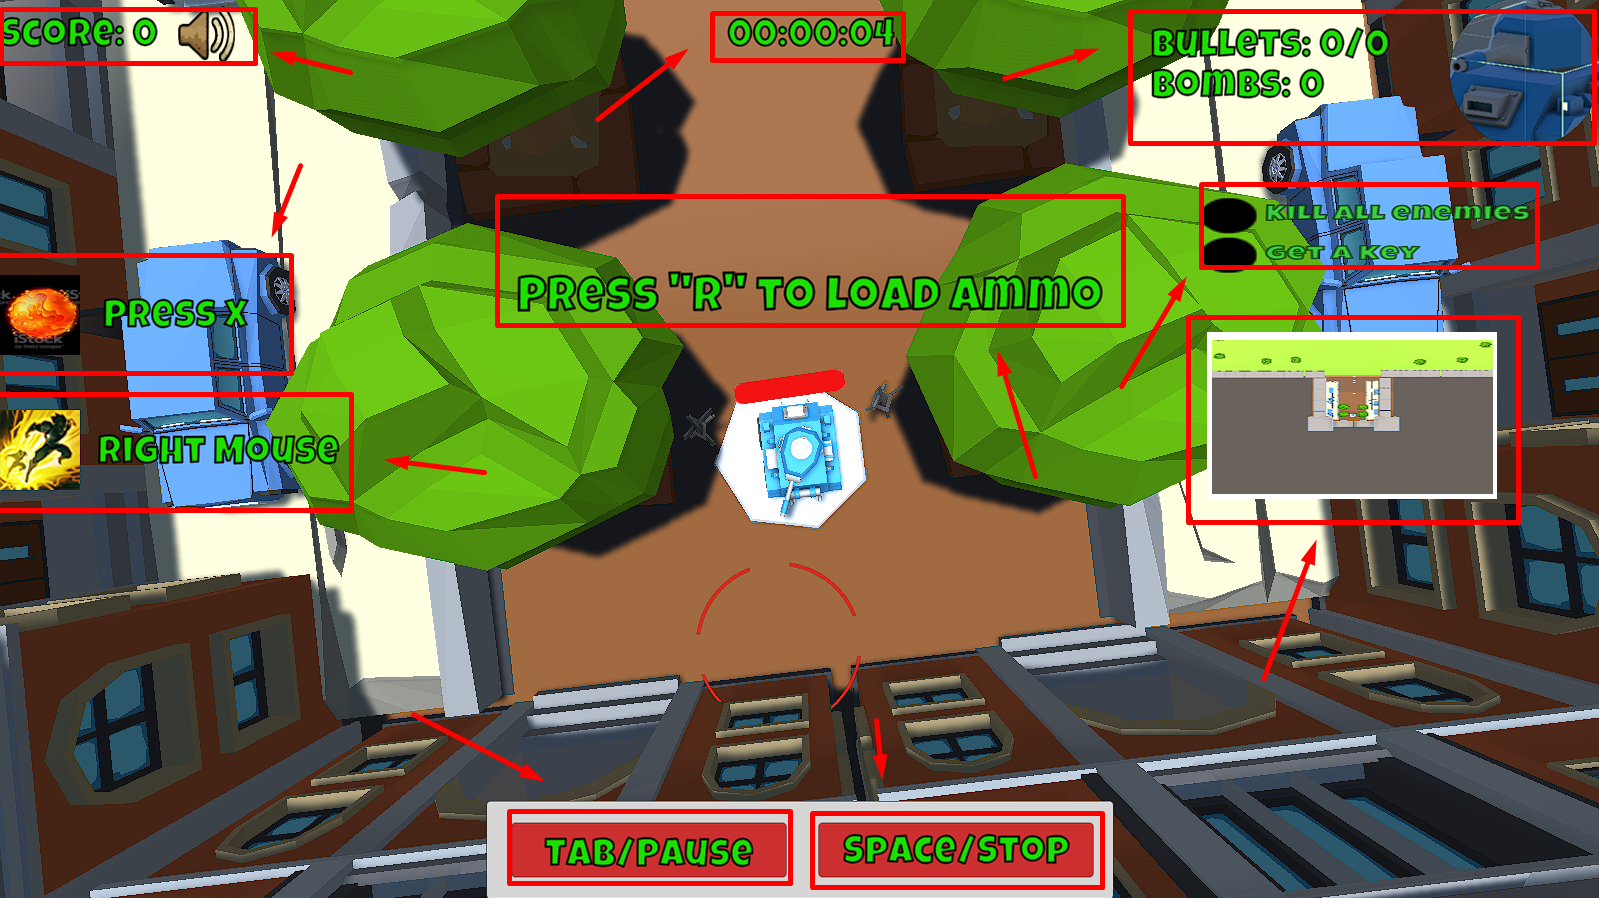 Score: 0
00:00:04
Bullets: 0/0
Bombs: 0
Kill all enemies
Get a key
Press "R" to load ammo
Press X
iStock
Right Mouse
Tab/Pause
Space/Stop